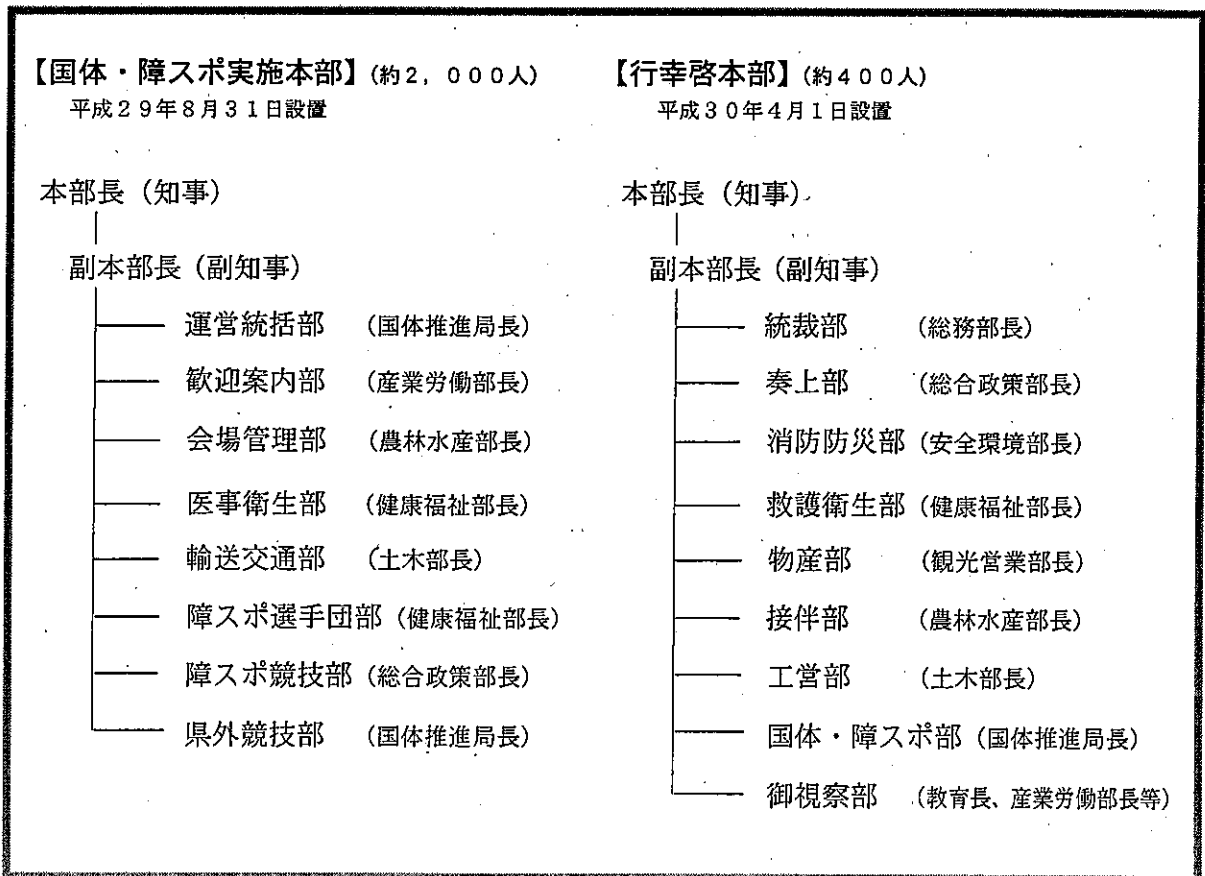 【国体・障スポ実施本部】(約2,000人)
平成29年8月31日設置
本部長(知事)
副本部長(副知事)
運営統括部 (国体推進局長)
歓迎案内部 (産業労働部長)
会場管理部 (農林水産部長)
医事衛生部 (健康福祉部長)
輸送交通部 (土木部長)
障スポ選手団部 (健康福祉部長)
障スポ競技部 (総合政策部長)
県外競技部 (国体推進局長)
【行幸啓本部】(約400人)
平成30年4月1日設置
本部長(知事)
副本部長(副知事)
統裁部 (総務部長)
奏上部 (総合政策部長)
消防防災部 (安全環境部長)
救護衛生部 (健康福祉部長)
物産部 (観光営業部長)
接伴部 (農林水産部長)
工営部 (土木部長)
国体・障スポ部 (国体推進局長)
御視察部 (教育長、産業労働部長等)